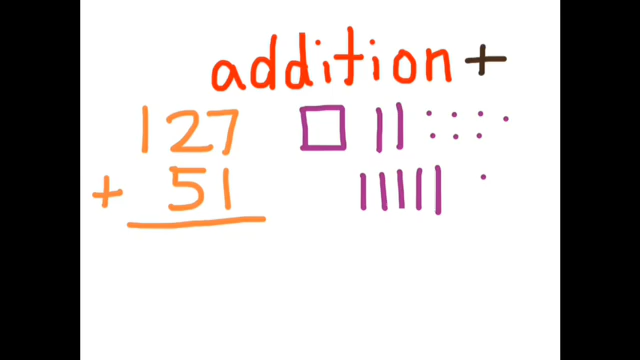 addition +
127
+ 51